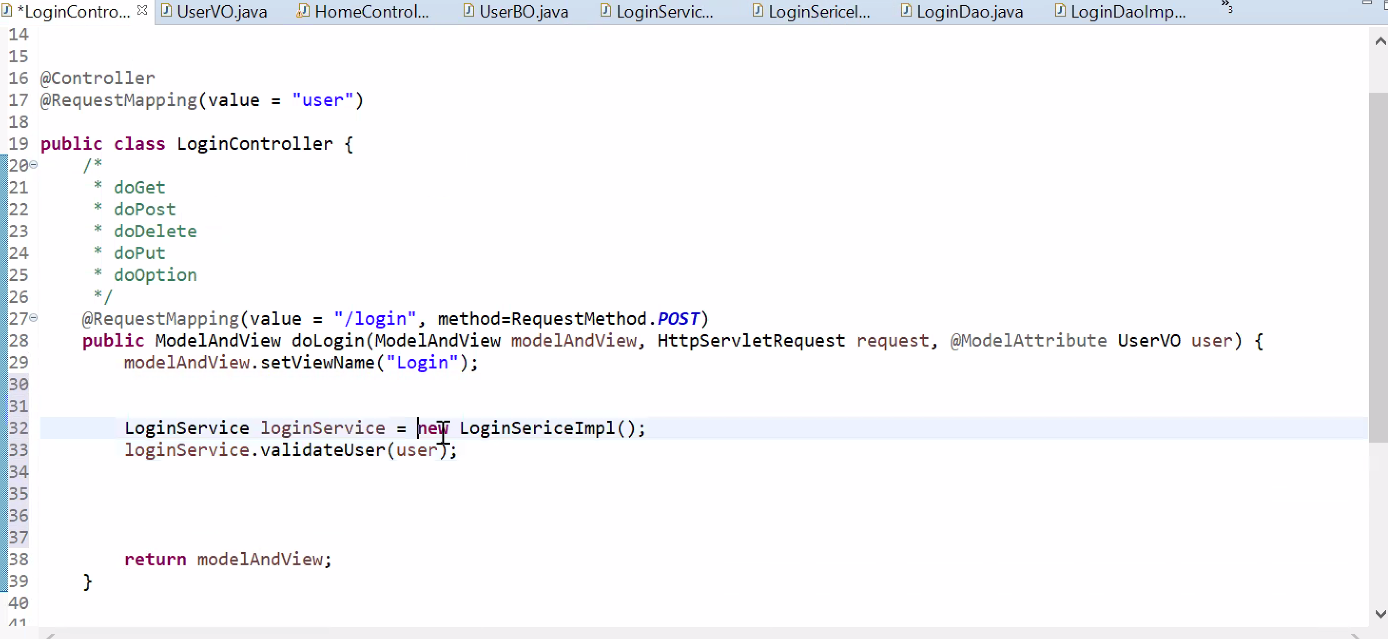 *LoginContro... UserVO.java HomeControl... UserBO.java LoginServic... LoginSericeI... LoginDao.java LoginDaoImp... »3
14
15
16 @Controller
17 @RequestMapping(value = "user")
18
19 public class LoginController {
20 /*
21 * doGet
22 * doPost
23 * doDelete
24 * doPut
25 * doOption
26 */
27 @RequestMapping(value = "/login", method=RequestMethod.POST)
28 public ModelAndView doLogin(ModelAndView modelAndView, HttpServletRequest request, @ModelAttribute UserVO user) {
29 modelAndView.setViewName("Login");
30
31
32 LoginService loginService = new LoginSericeImpl();
33 loginService.validateUser(user);
34
35
36
37
38 return modelAndView;
39 }
40
41